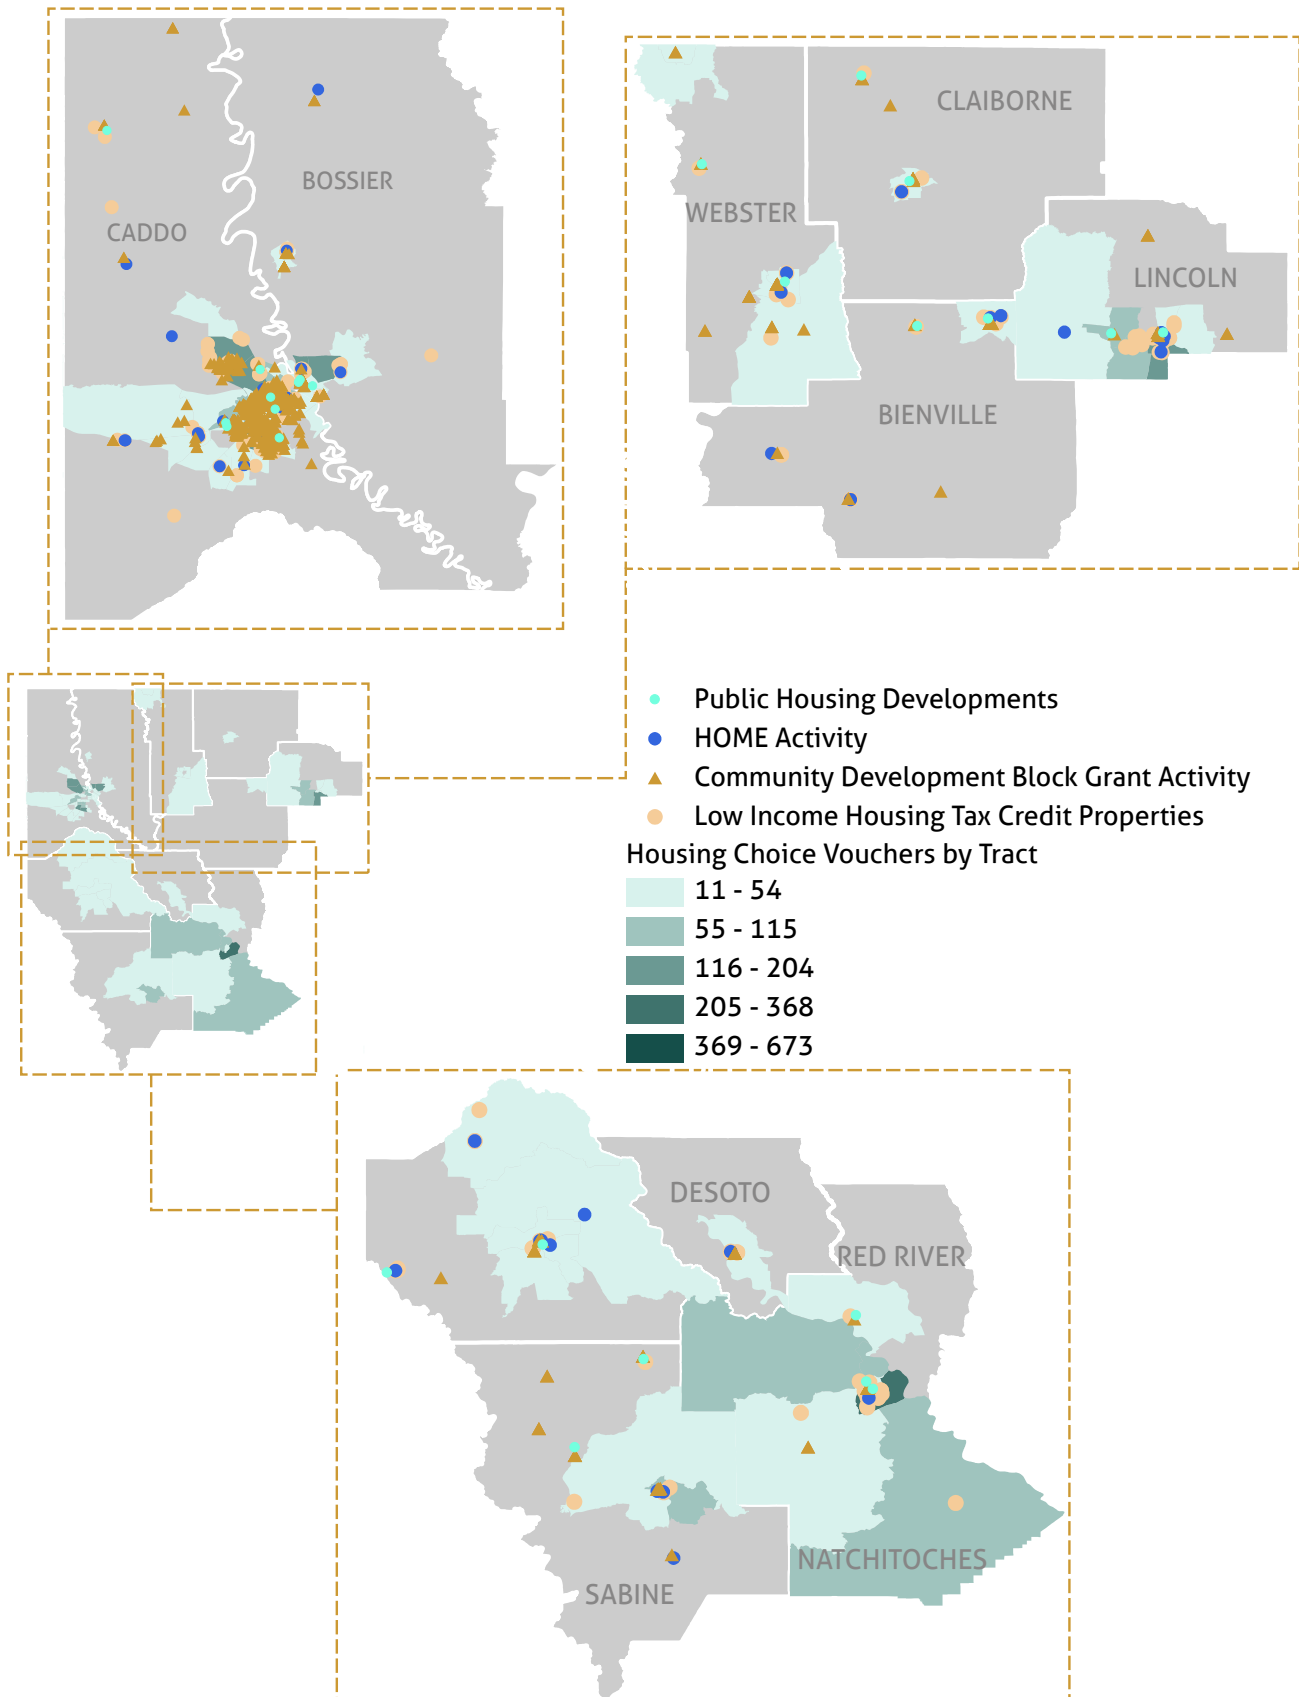 BOSSIER
CADDO
CLAIBORNE
WEBSTER
LINCOLN
BIENVILLE
Public Housing Developments
HOME Activity
Community Development Block Grant Activity
Low Income Housing Tax Credit Properties
Housing Choice Vouchers by Tract
11 - 54
55 - 115
116 - 204
205 - 368
369 - 673
DESOTO
RED RIVER
NATCHITOCHES
SABINE